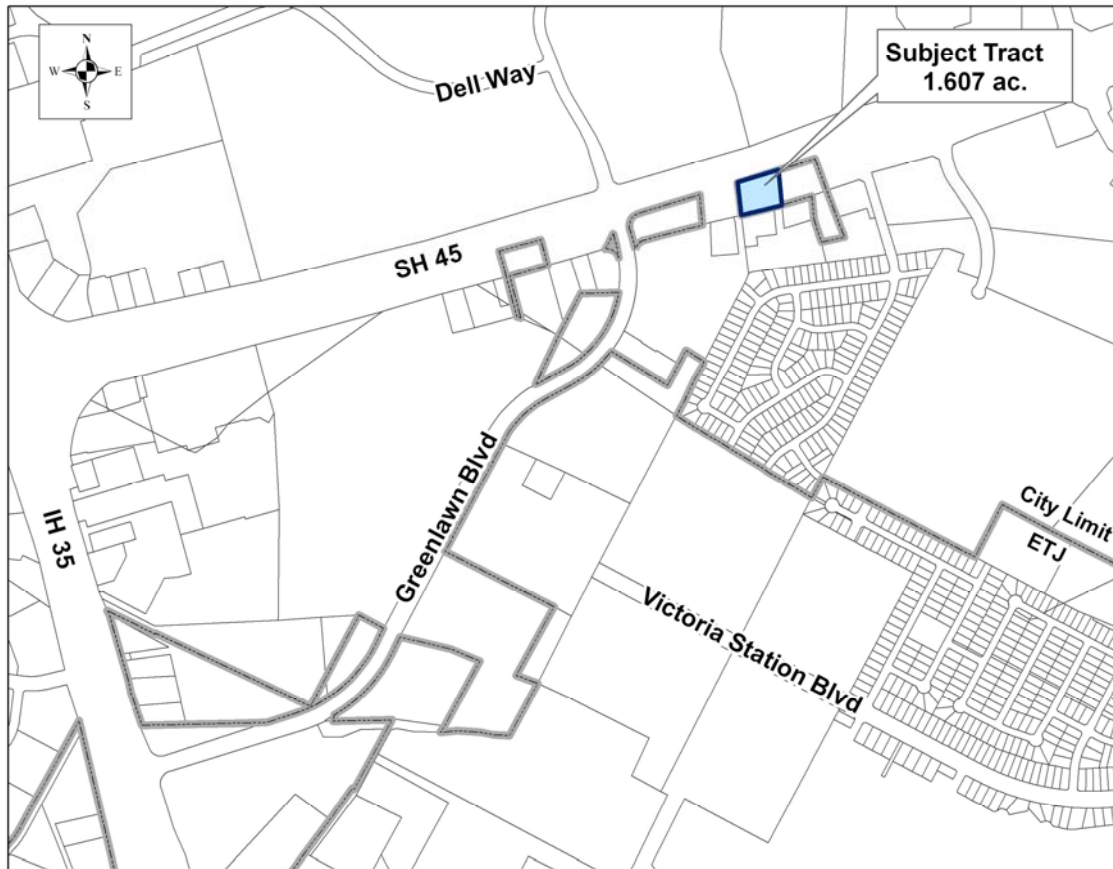 N
W E
S
Subject Tract
1.607 ac.
Dell Way
SH 45
IH 35
Greenlawn Blvd
City Limit
ETJ
Victoria Station Blvd